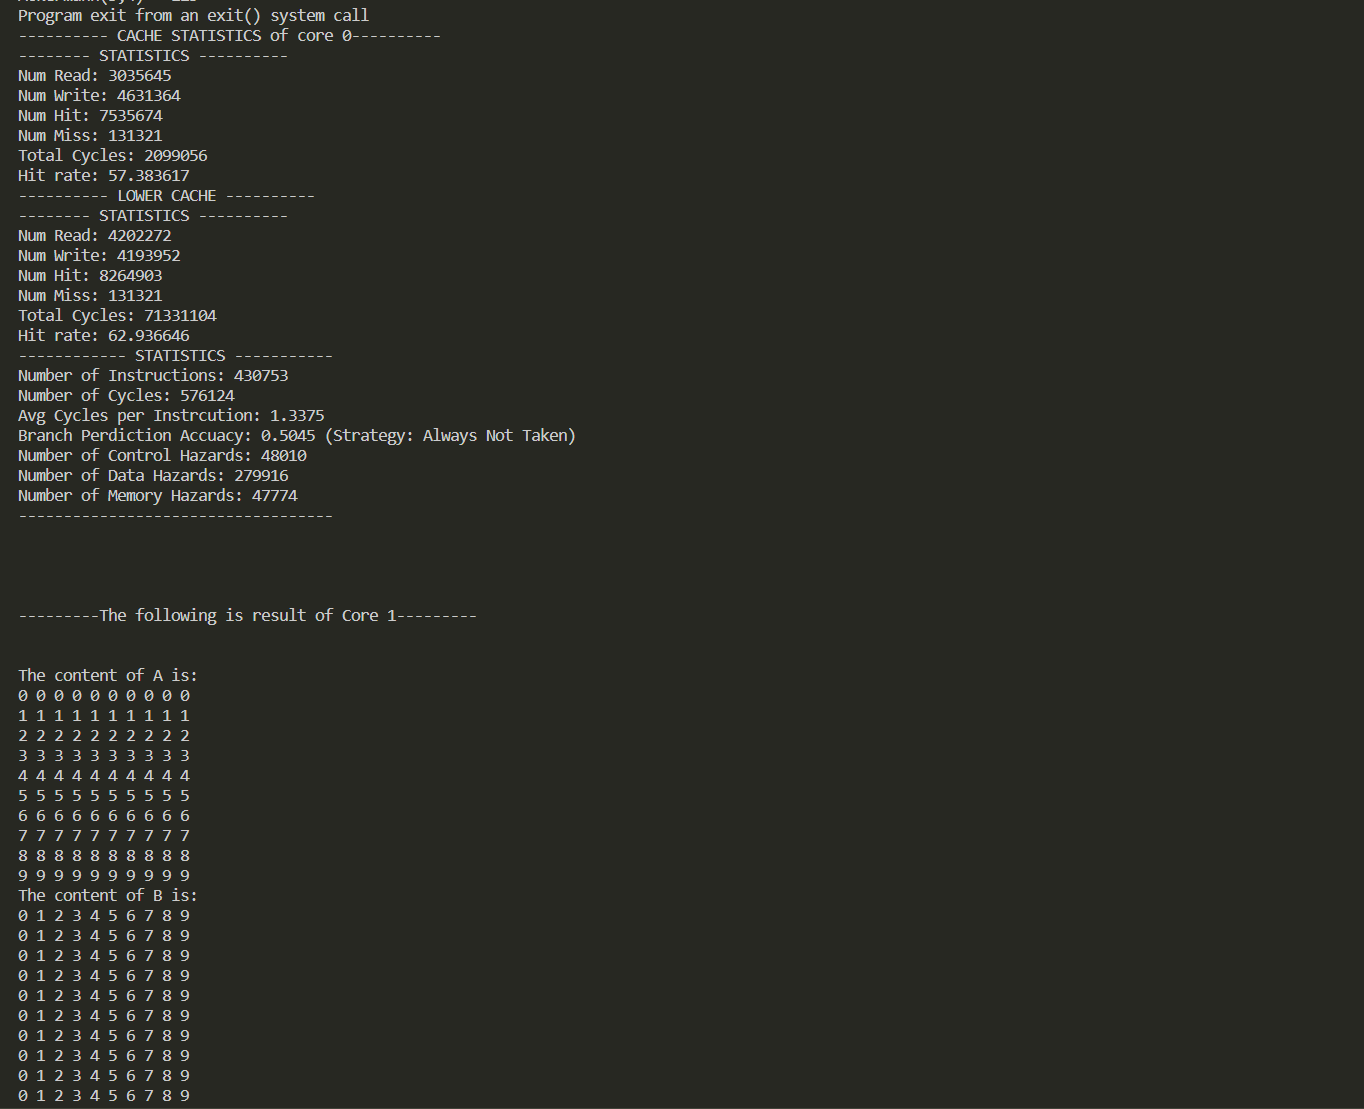 Program exit from an exit() system call
---------- CACHE STATISTICS of core 0----------
-------- STATISTICS ----------
Num Read: 3035645
Num Write: 4631364
Num Hit: 7535674
Num Miss: 131321
Total Cycles: 2099056
Hit rate: 57.383617
---------- LOWER CACHE ----------
-------- STATISTICS ----------
Num Read: 4202272
Num Write: 4193952
Num Hit: 8264903
Num Miss: 131321
Total Cycles: 71331104
Hit rate: 62.936646
------------ STATISTICS -----------
Number of Instructions: 430753
Number of Cycles: 576124
Avg Cycles per Instrcution: 1.3375
Branch Perdiction Accuacy: 0.5045 (Strategy: Always Not Taken)
Number of Control Hazards: 48010
Number of Data Hazards: 279916
Number of Memory Hazards: 47774
-----------------------------------
---------The following is result of Core 1---------
The content of A is:
0 0 0 0 0 0 0 0 0 0
1 1 1 1 1 1 1 1 1 1
2 2 2 2 2 2 2 2 2 2
3 3 3 3 3 3 3 3 3 3
4 4 4 4 4 4 4 4 4 4
5 5 5 5 5 5 5 5 5 5
6 6 6 6 6 6 6 6 6 6
7 7 7 7 7 7 7 7 7 7
8 8 8 8 8 8 8 8 8 8
9 9 9 9 9 9 9 9 9 9
The content of B is:
0 1 2 3 4 5 6 7 8 9
0 1 2 3 4 5 6 7 8 9
0 1 2 3 4 5 6 7 8 9
0 1 2 3 4 5 6 7 8 9
0 1 2 3 4 5 6 7 8 9
0 1 2 3 4 5 6 7 8 9
0 1 2 3 4 5 6 7 8 9
0 1 2 3 4 5 6 7 8 9
0 1 2 3 4 5 6 7 8 9
0 1 2 3 4 5 6 7 8 9